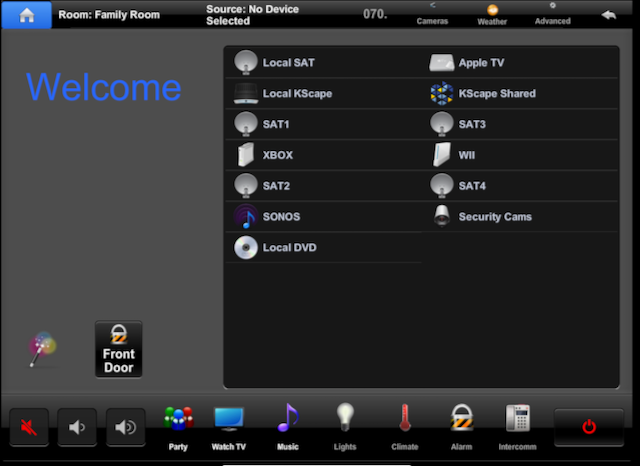 Room: Family Room
Source: No Device
Selected
070.
Cameras
Weather
Advanced
Welcome
Local SAT
Apple TV
Local KScape
KScape Shared
SAT1
SAT3
XBOX
WII
SAT2
SAT4
SONOS
Security Cams
Local DVD
Front
Door
Party
Watch TV
Music
Lights
Climate
Alarm
Intercomm